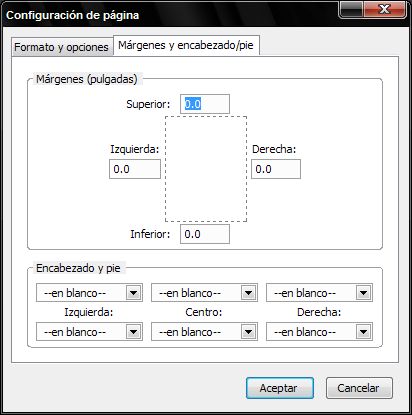 Configuración de página
Formato y opciones
Márgenes y encabezado/pie
Márgenes (pulgadas)
Superior: 0.0
Izquierda: Derecha:
0.0 0.0
Inferior: 0.0
Encabezado y pie
--en blanco-- --en blanco-- --en blanco--
Izquierda: Centro: Derecha:
--en blanco-- --en blanco-- --en blanco--
Aceptar Cancelar